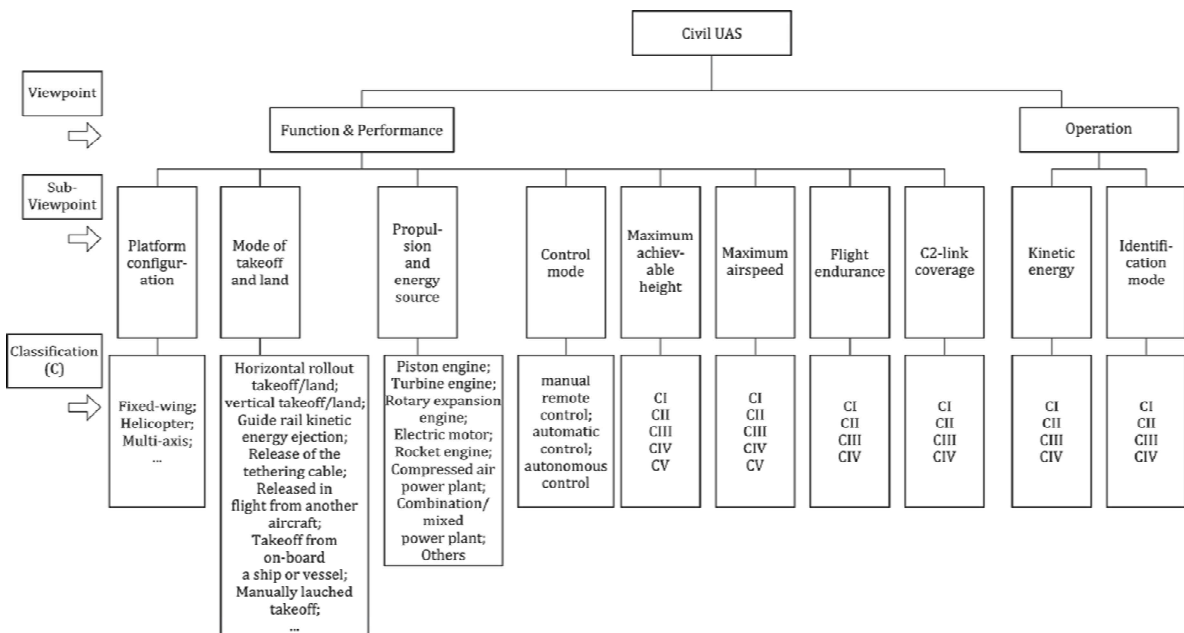 Civil UAS
Viewpoint
Function & Performance
Operation
Sub-
Viewpoint
Platform
configur-
ation
Mode of
takeoff
and land
Propul-
sion and
energy
source
Control
mode
Maximum
achiev-
able
height
Maximum
airspeed
Flight
endurance
C2-link
coverage
Kinetic
energy
Identifi-
cation
mode
Classification
(C)
Fixed-wing;
Helicopter;
Multi-axis;
...
Horizontal rollout
takeoff/land;
vertical takeoff/land;
Guide rail kinetic
energy ejection;
Release of the
tethering cable;
Released in
flight from another
aircraft;
Takeoff from
on-board
a ship or vessel;
Manually lauched
takeoff;
...
Piston engine;
Turbine engine;
Rotary expansion
engine;
Electric motor;
Rocket engine;
Compressed air
power plant;
Combination/
mixed
power plant;
Others
manual
remote
control;
automatic
control;
autonomous
control
CI
CII
CIII
CIV
CV
CI
CII
CIII
CIV
CV
CI
CII
CIII
CIV
CI
CII
CIII
CIV
CI
CII
CIII
CIV
CI
CII
CIII
CIV